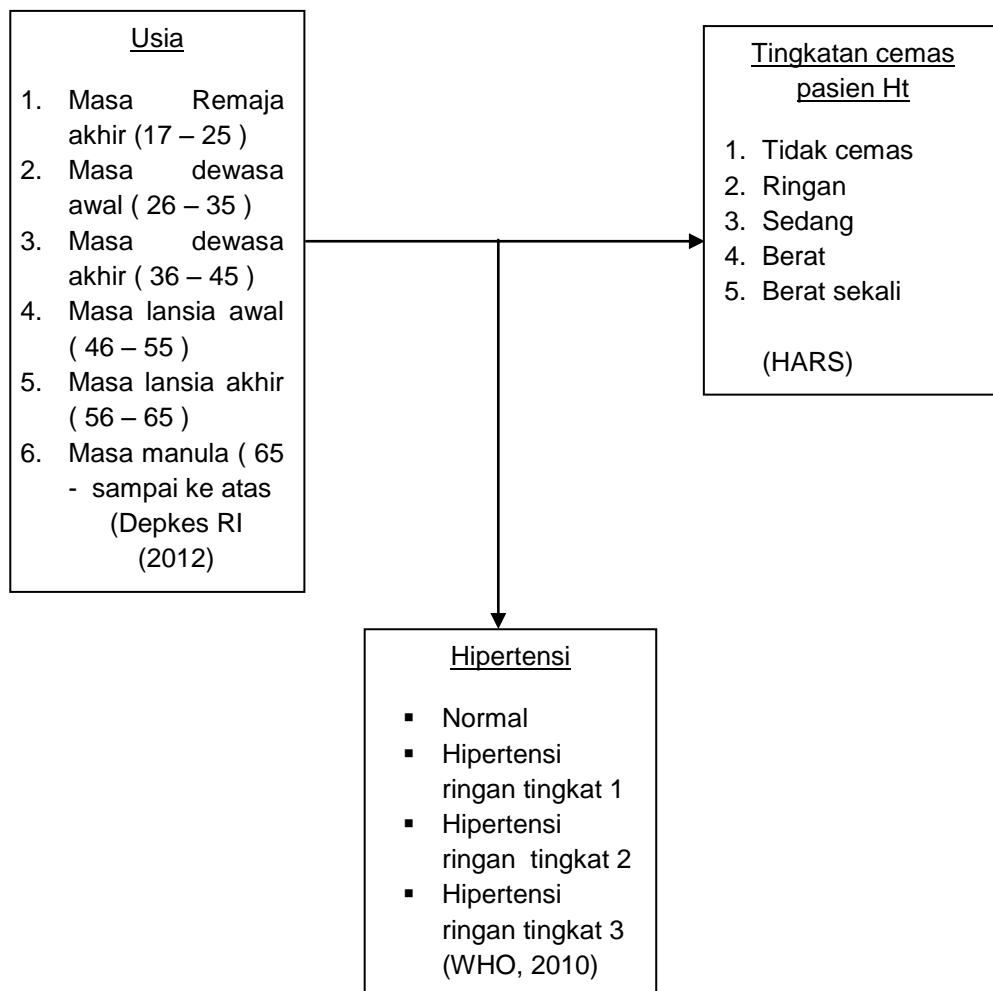 Usia
1. Masa Remaja
akhir (17 – 25 )
2. Masa dewasa
awal ( 26 – 35 )
3. Masa dewasa
akhir ( 36 – 45 )
4. Masa lansia awal
( 46 – 55 )
5. Masa lansia akhir
( 56 – 65 )
6. Masa manula ( 65
- sampai ke atas
(Depkes RI
(2012)
Tingkatan cemas
pasien Ht
1. Tidak cemas
2. Ringan
3. Sedang
4. Berat
5. Berat sekali
(HARS)
Hipertensi
▪ Normal
▪ Hipertensi
ringan tingkat 1
▪ Hipertensi
ringan tingkat 2
▪ Hipertensi
ringan tingkat 3
(WHO, 2010)